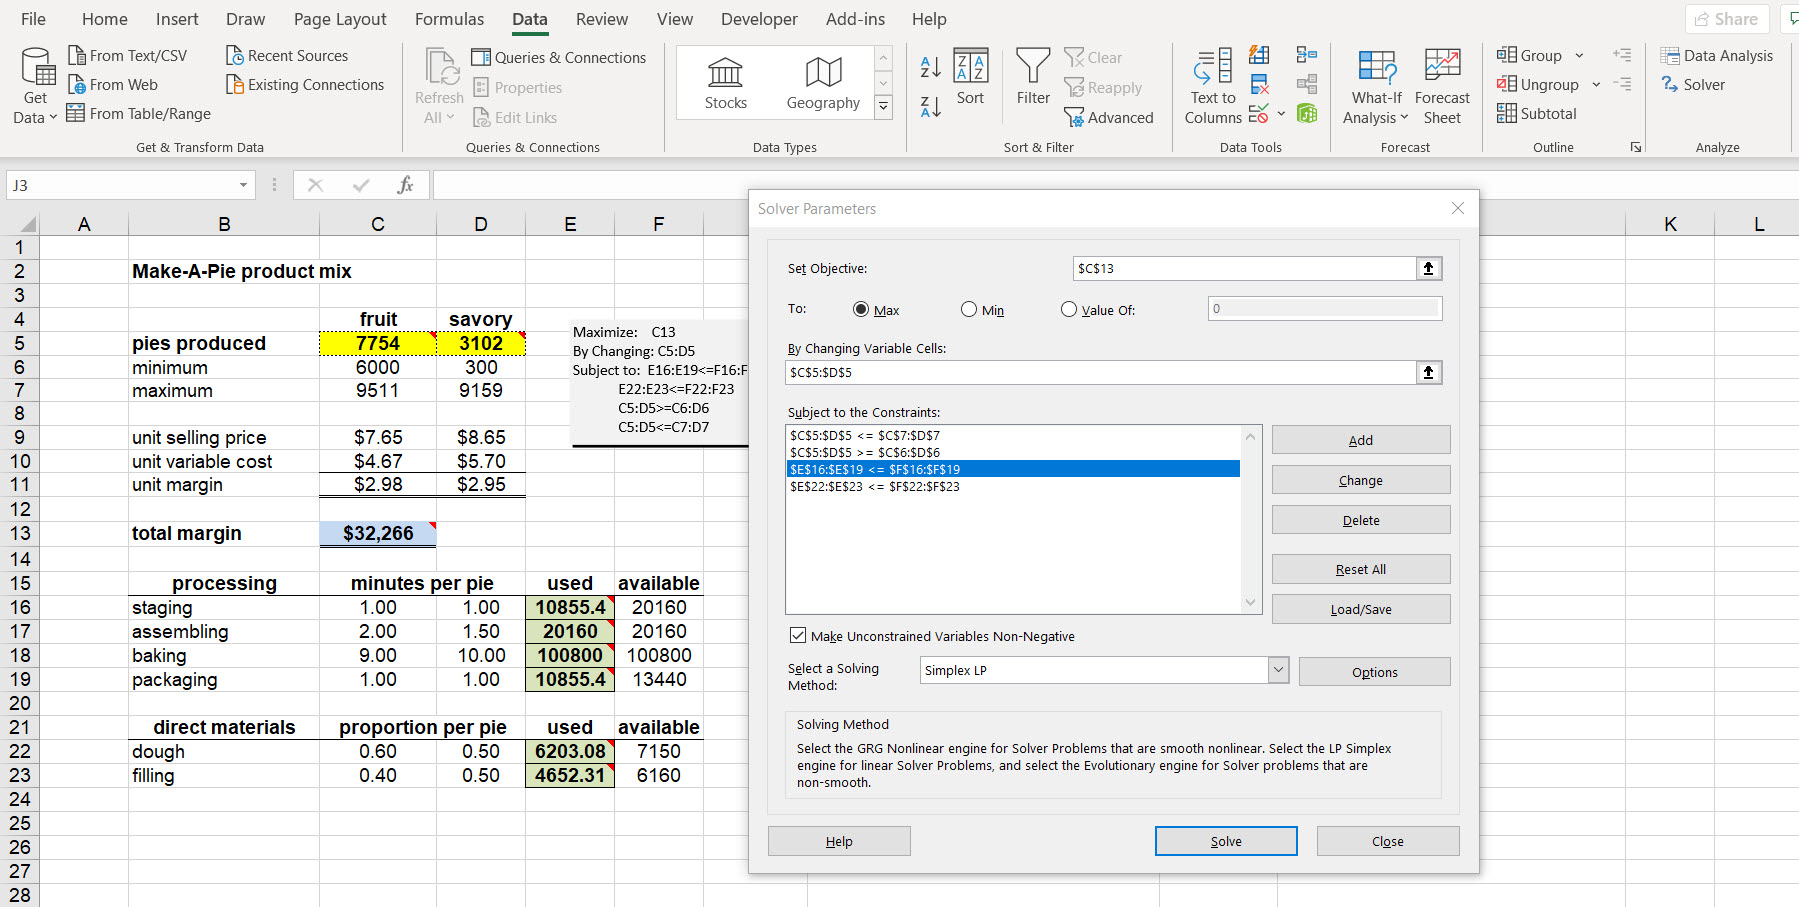 File Home Insert Draw Page Layout Formulas Data Review View Developer Add-ins Help Share
Get Data
From Text/CSV
From Web
From Table/Range
Recent Sources
Existing Connections
Get & Transform Data
Refresh All
Queries & Connections
Properties
Edit Links
Queries & Connections
Stocks
Geography
Data Types
Sort
Filter
Clear
Reapply
Advanced
Sort & Filter
Text to Columns
Data Tools
What-If Analysis
Forecast Sheet
Forecast
Group
Ungroup
Subtotal
Outline
Data Analysis
Solver
Analyze
J3 fx
A B C D E F K L
1
2 Make-A-Pie product mix
3
4 fruit savory
5 pies produced 7754 3102
6 minimum 6000 300
7 maximum 9511 9159
8
9 unit selling price $7.65 $8.65
10 unit variable cost $4.67 $5.70
11 unit margin $2.98 $2.95
12
13 total margin $32,266
14
15 processing minutes per pie used available
16 staging 1.00 1.00 10855.4 20160
17 assembling 2.00 1.50 20160 20160
18 baking 9.00 10.00 100800 100800
19 packaging 1.00 1.00 10855.4 13440
20
21 direct materials proportion per pie used available
22 dough 0.60 0.50 6203.08 7150
23 filling 0.40 0.50 4652.31 6160
24
25
26
27
28
Maximize: C13
By Changing: C5:D5
Subject to: E16:E19<=F16:F
E22:E23<=F22:F23
C5:D5>=C6:D6
C5:D5<=C7:D7
Solver Parameters
Set Objective: $C$13
To: Max Min Value Of: 0
By Changing Variable Cells:
$C$5:$D$5
Subject to the Constraints:
$C$5:$D$5 <= $C$7:$D$7
$C$5:$D$5 >= $C$6:$D$6
$E$16:$E$19 <= $F$16:$F$19
$E$22:$E$23 <= $F$22:$F$23
Add
Change
Delete
Reset All
Load/Save
Make Unconstrained Variables Non-Negative
Select a Solving Method: Simplex LP Options
Solving Method
Select the GRG Nonlinear engine for Solver Problems that are smooth nonlinear. Select the LP Simplex
engine for linear Solver Problems, and select the Evolutionary engine for Solver problems that are
non-smooth.
Help Solve Close